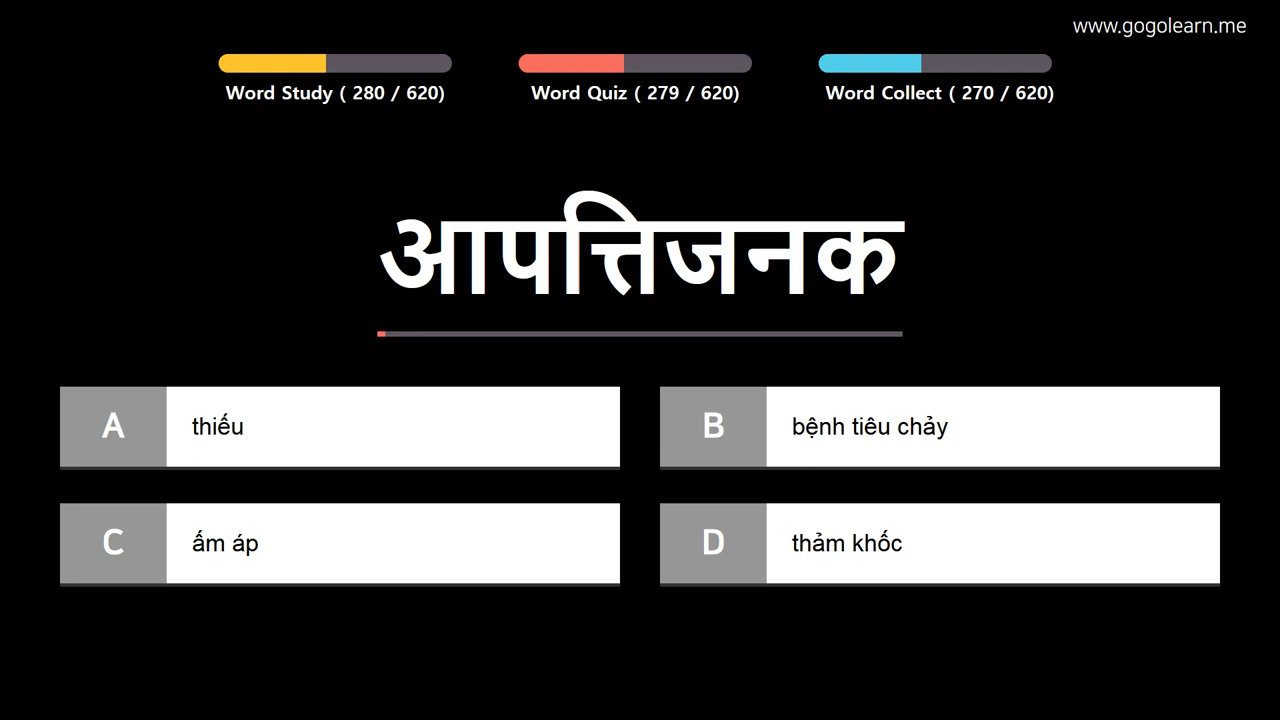 www.gogolearn.me
Word Study ( 280 / 620)
Word Quiz ( 279 / 620)
Word Collect ( 270 / 620)
आपत्तिजनक
A thiếu
B bệnh tiêu chảy
C ấm áp
D thảm khốc